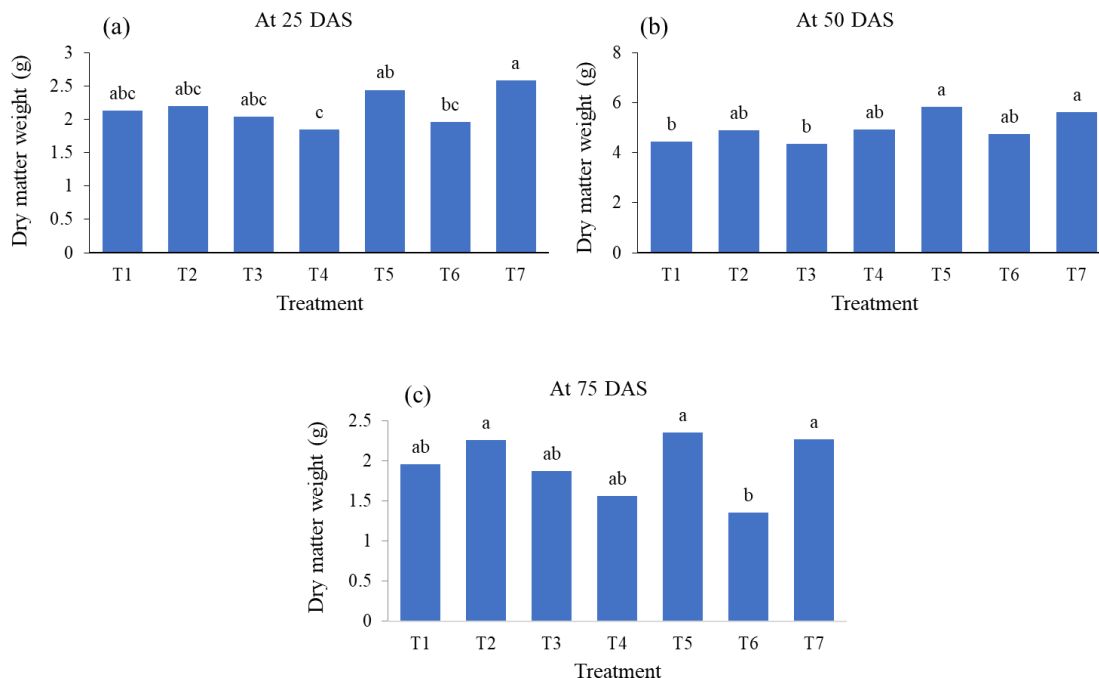 (a)
At 25 DAS
Dry matter weight (g)
3
2.5
2
1.5
1
0.5
0
abc
abc
abc
c
ab
bc
a
T1 T2 T3 T4 T5 T6 T7
Treatment
(b)
At 50 DAS
Dry matter weight (g)
8
6
4
2
0
b
ab
b
ab
a
ab
a
T1 T2 T3 T4 T5 T6 T7
Treatment
(c)
At 75 DAS
Dry matter weight (g)
2.5
2
1.5
1
0.5
0
ab
a
ab
ab
a
b
a
T1 T2 T3 T4 T5 T6 T7
Treatment